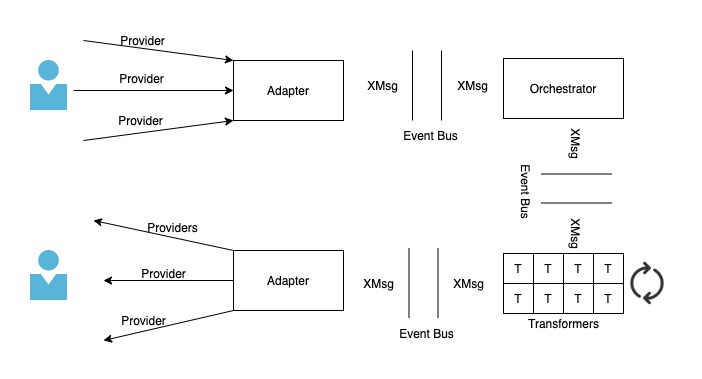 Provider
Provider
Provider
Adapter
XMsg
XMsg
Event Bus
Orchestrator
XMsg
Event Bus
XMsg
Providers
Provider
Provider
Adapter
XMsg
XMsg
Event Bus
T T T T
T T T T
Transformers